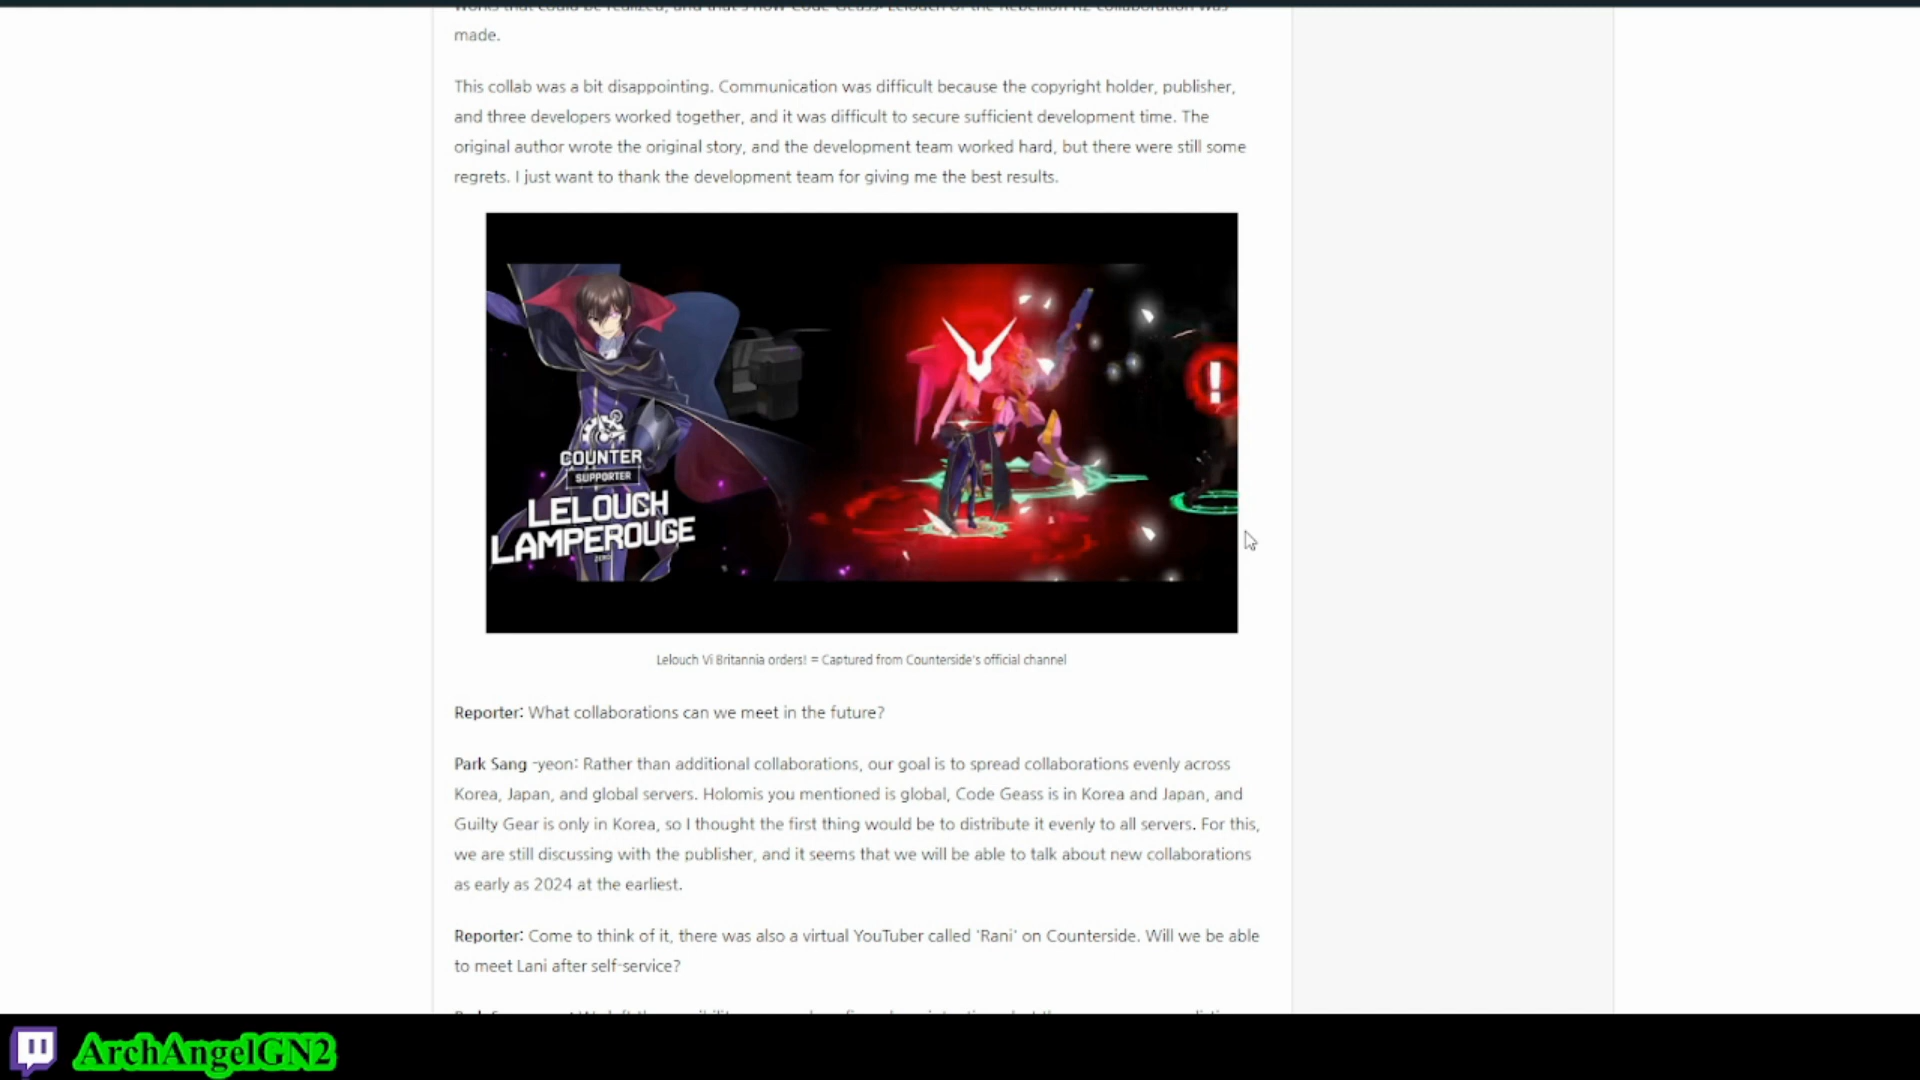 works that could be realized, and that's how Code Geass: Lelouch of the Rebellion R2 collaboration was
made.
This collab was a bit disappointing. Communication was difficult because the copyright holder, publisher,
and three developers worked together, and it was difficult to secure sufficient development time. The
original author wrote the original story, and the development team worked hard, but there were still some
regrets. I just want to thank the development team for giving me the best results.
COUNTER
SUPPORTER
LELOUCH
LAMPEROUGE
ZERO
!
Lelouch Vi Britannia orders! = Captured from Counterside's official channel
Reporter: What collaborations can we meet in the future?
Park Sang -yeon: Rather than additional collaborations, our goal is to spread collaborations evenly across
Korea, Japan, and global servers. Holomis you mentioned is global, Code Geass is in Korea and Japan, and
Guilty Gear is only in Korea, so I thought the first thing would be to distribute it evenly to all servers. For this,
we are still discussing with the publisher, and it seems that we will be able to talk about new collaborations
as early as 2024 at the earliest.
Reporter: Come to think of it, there was also a virtual YouTuber called 'Rani' on Counterside. Will we be able
to meet Lani after self-service?
ArchAngelGN2